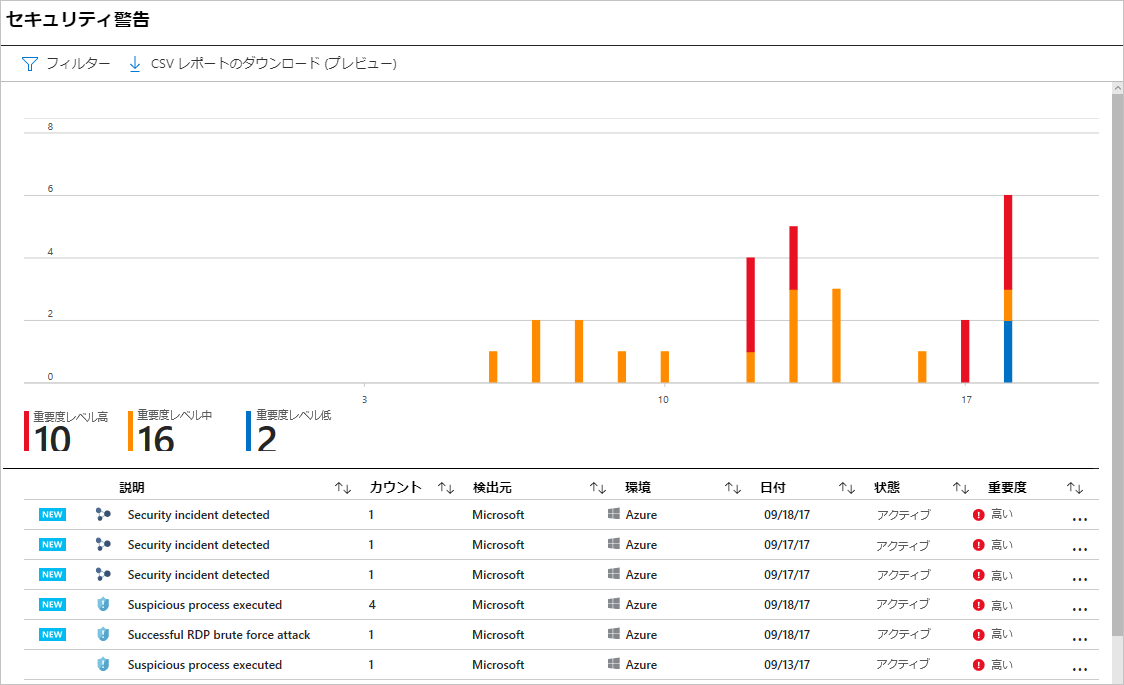 セキュリティ警告
フィルター CSV レポートのダウンロード (プレビュー)
8
6
4
2
0
3 10 17
重要度レベル高 重要度レベル中 重要度レベル低
10 16 2
説明 カウント 検出元 環境 日付 状態 重要度
NEW Security incident detected 1 Microsoft Azure 09/18/17 アクティブ 高い ...
NEW Security incident detected 1 Microsoft Azure 09/17/17 アクティブ 高い ...
NEW Security incident detected 1 Microsoft Azure 09/17/17 アクティブ 高い ...
NEW Suspicious process executed 4 Microsoft Azure 09/18/17 アクティブ 高い ...
NEW Successful RDP brute force attack 1 Microsoft Azure 09/18/17 アクティブ 高い ...
Suspicious process executed 1 Microsoft Azure 09/13/17 アクティブ 高い ...